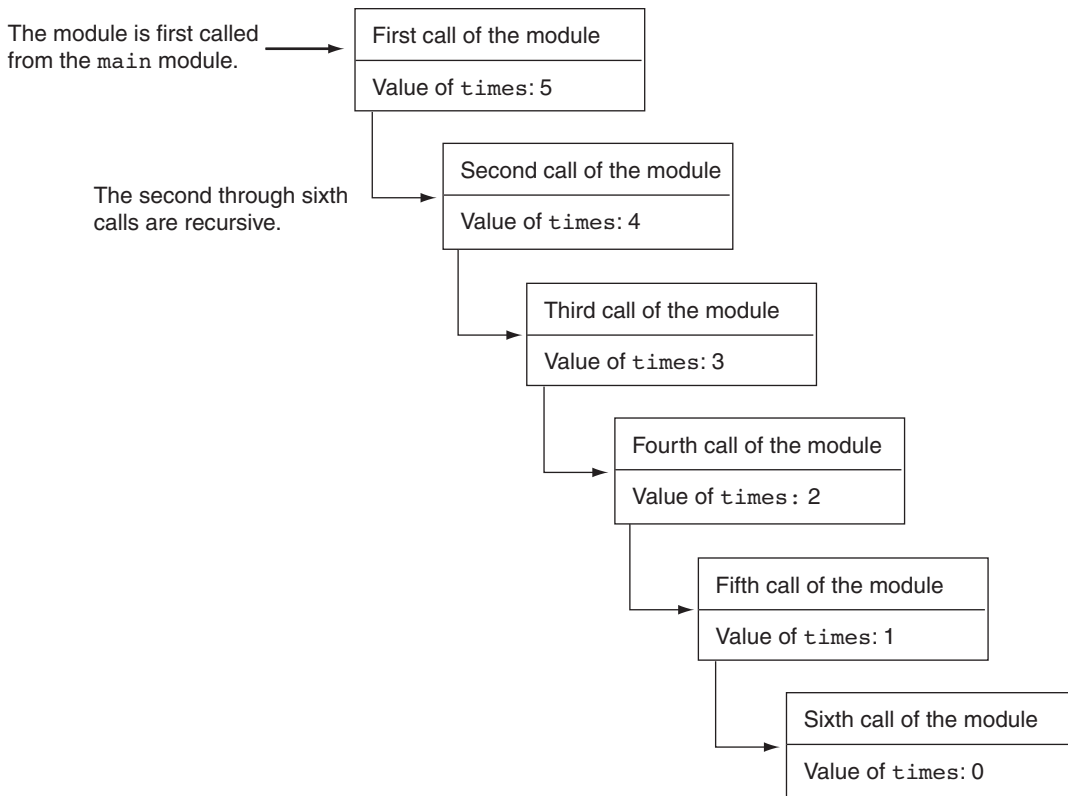 The module is first called
from the main module.
First call of the module
Value of times: 5
Second call of the module
Value of times: 4
The second through sixth
calls are recursive.
Third call of the module
Value of times: 3
Fourth call of the module
Value of times: 2
Fifth call of the module
Value of times: 1
Sixth call of the module
Value of times: 0